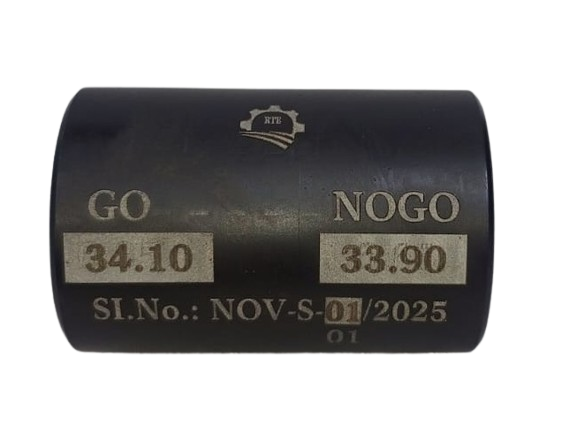 RTE
GO NOGO
34.10 33.90
SI.No.: NOV-S-01/2025
01